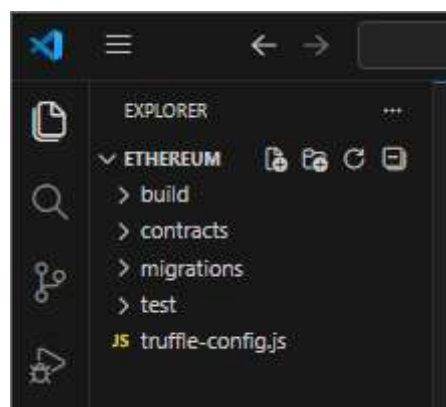 EXPLORER
ETHEREUM
build
contracts
migrations
test
JS truffle-config.js